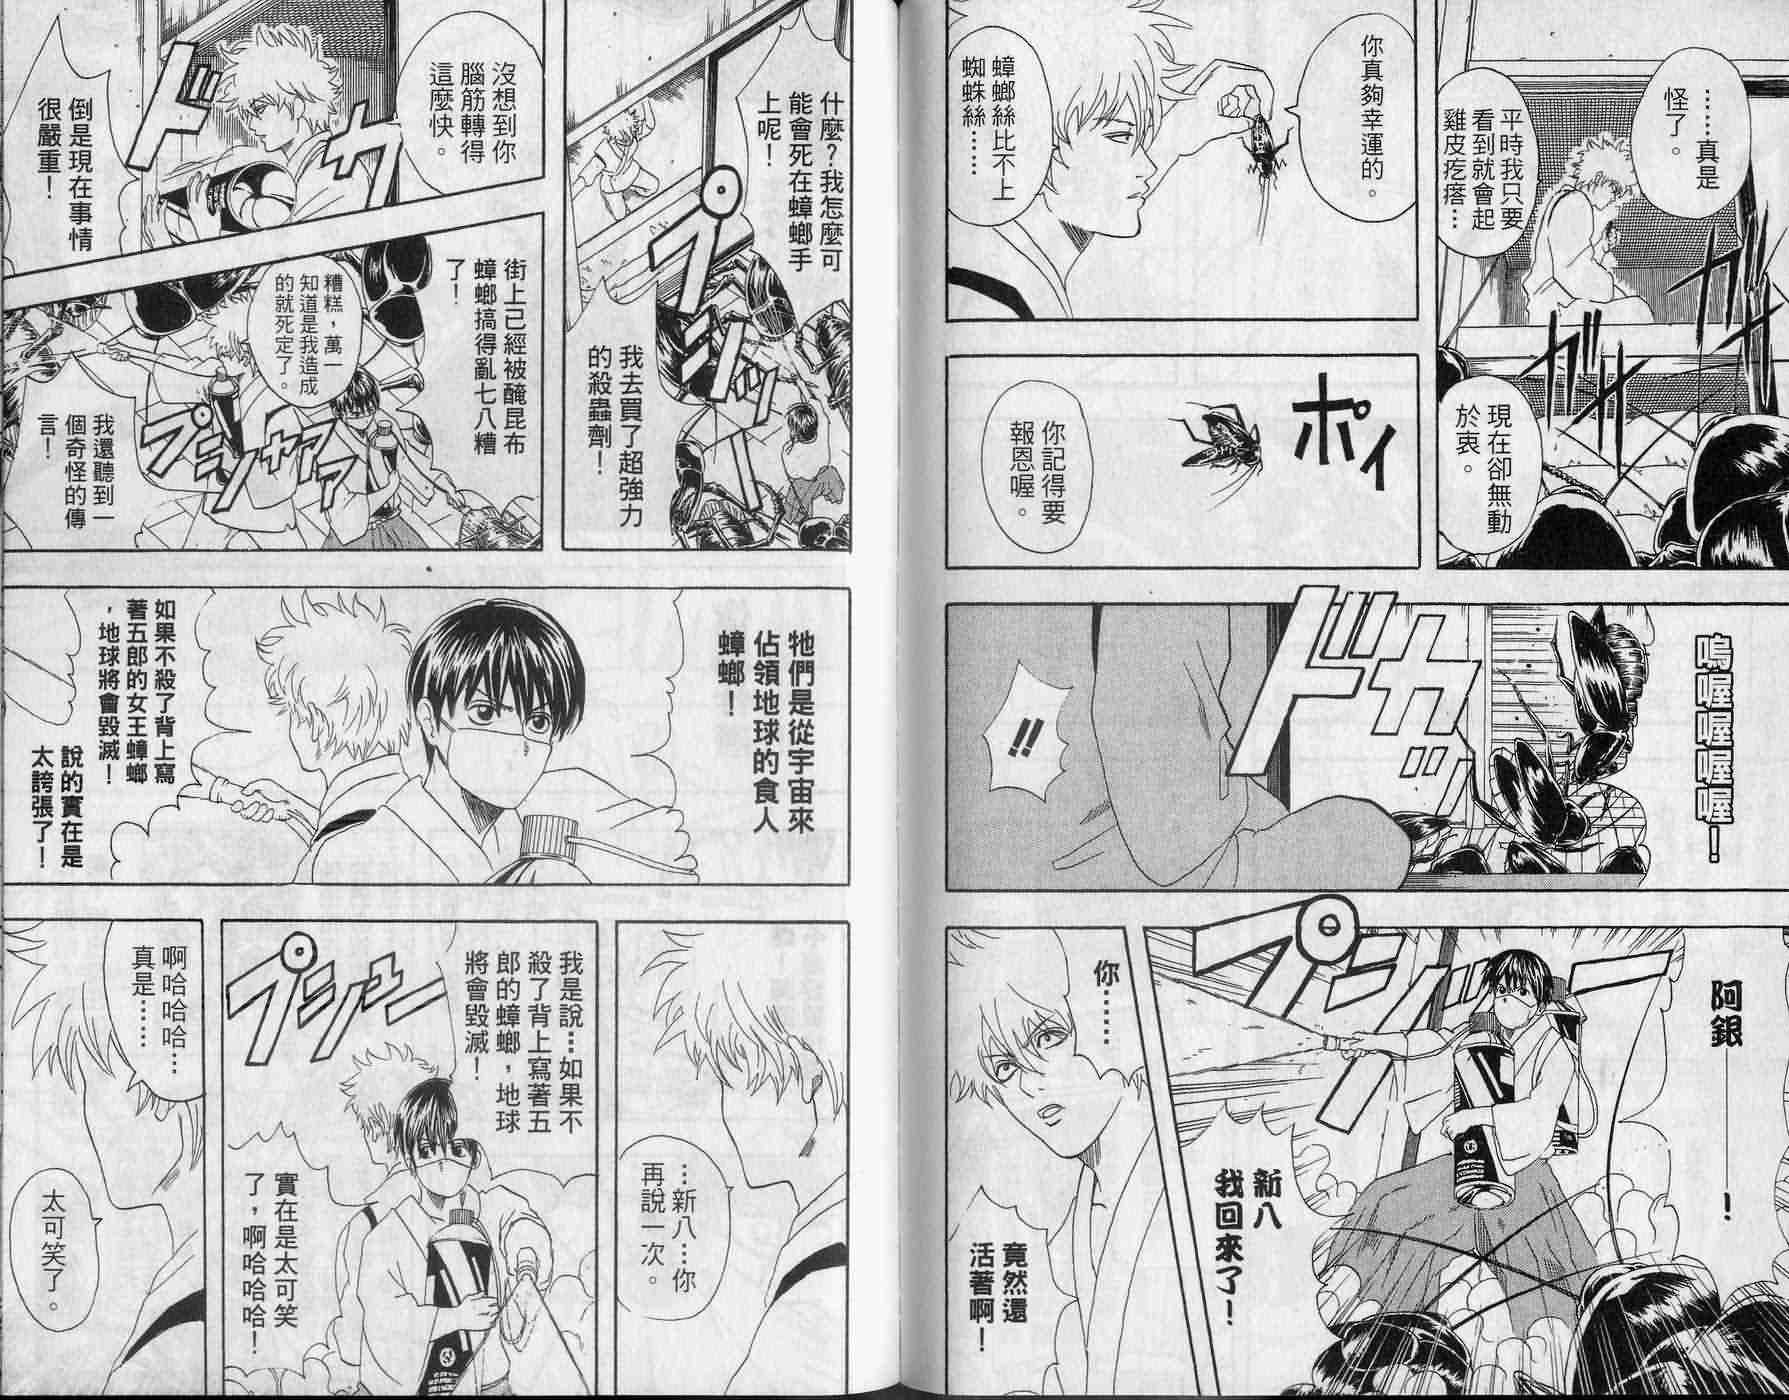 ……真是
怪了。
平時我只要
看到就會起
雞皮疙瘩…
現在卻無動
於衷。
你真夠幸運的。
蟑螂絲比不上
蜘蛛絲……
ポイ
你記得要
報恩喔。
嗚喔喔喔喔！
ドカッ
!!
阿銀——！
プシュー
新八
我回來了！
你……
竟然還
活著啊！
什麼?我怎麼可
能會死在蟑螂手
上呢！
プシュッ
我去買了超強力
的殺蟲劑！
沒想到你
腦筋轉得
這麼快。
ドカ
倒是現在事情
很嚴重！
街上已經被醃昆布
蟑螂搞得亂七八糟
了！
糟糕，萬一
知道是我造成
的就死定了。
プシャァァ
我還聽到一
個奇怪的傳
言！
牠們是從宇宙來
佔領地球的食人
蟑螂！
如果不殺了背上寫
著五郎的女王蟑螂
，地球將會毀滅！
說的實在是
太誇張了！
…新八…你
再說一次。
我是說…如果不
殺了背上寫著五
郎的蟑螂，地球
將會毀滅！
プシュー
實在是太可笑
了，啊哈哈哈！
啊哈哈哈…
真是……
太可笑了。